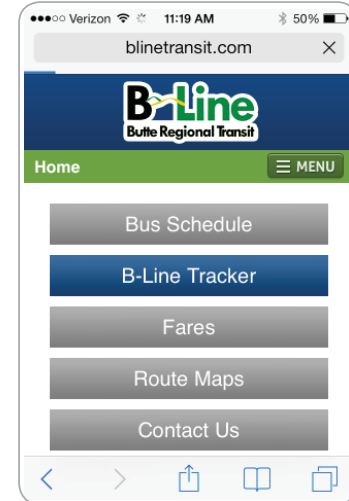 Verizon 11:19 AM 50%
blinetransit.com
B-Line
Butte Regional Transit
Home MENU
Bus Schedule
B-Line Tracker
Fares
Route Maps
Contact Us